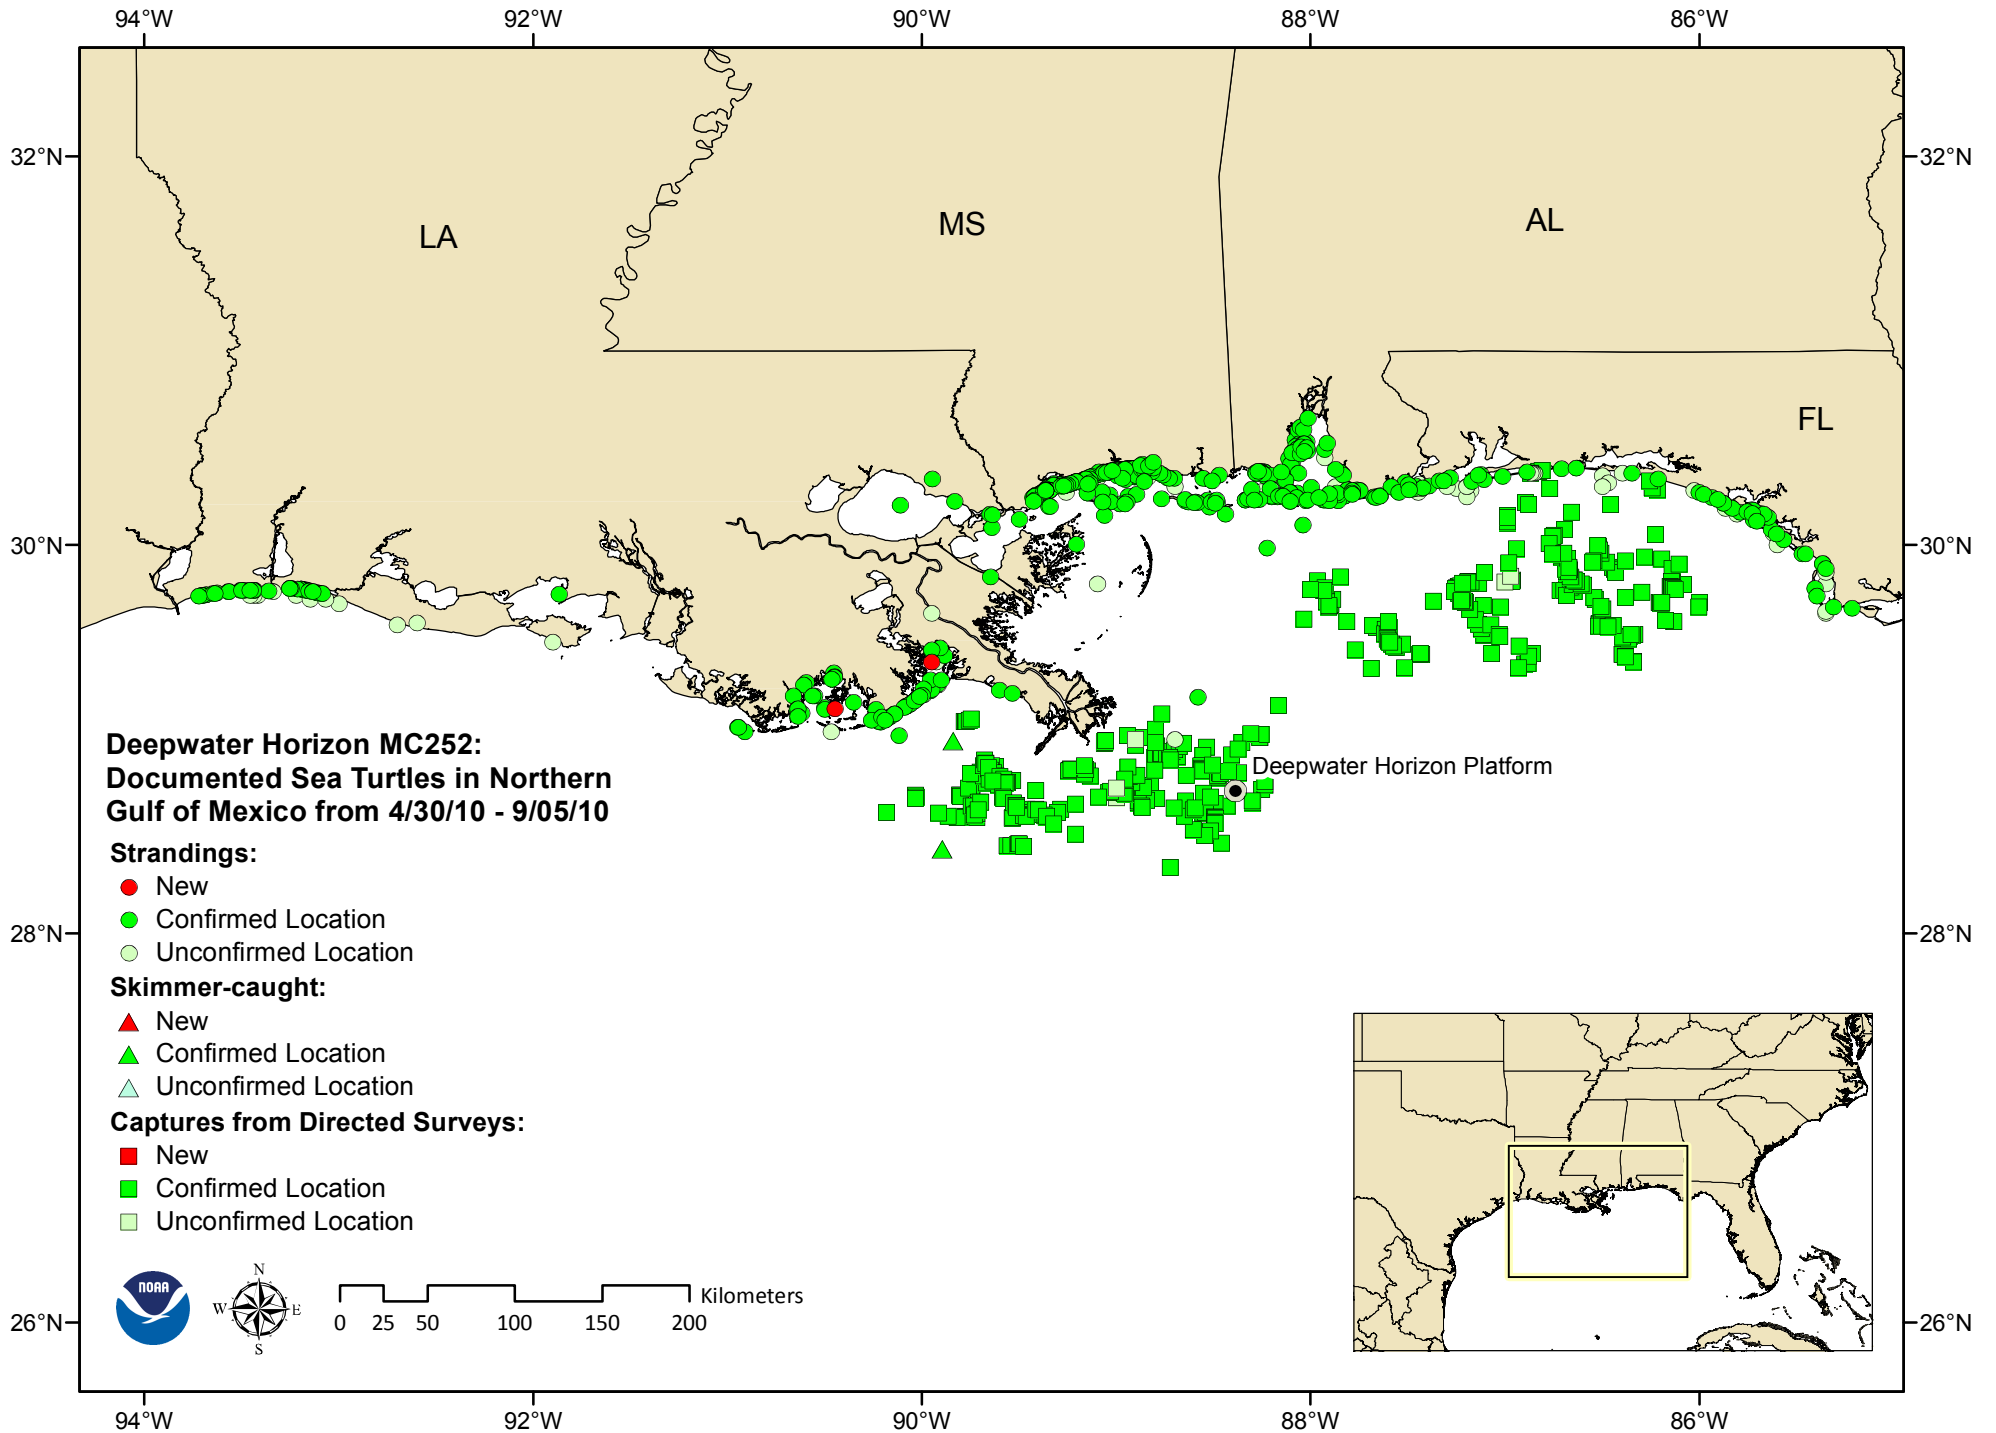 94°W 92°W 90°W 88°W 86°W
32°N 32°N
LA MS AL
FL
30°N 30°N
Deepwater Horizon Platform
Deepwater Horizon MC252:
Documented Sea Turtles in Northern
Gulf of Mexico from 4/30/10 - 9/05/10
Strandings:
New
Confirmed Location
Unconfirmed Location
28°N 28°N
Skimmer-caught:
New
Confirmed Location
Unconfirmed Location
Captures from Directed Surveys:
New
Confirmed Location
Unconfirmed Location
NOAA
N
W E
S
Kilometers
0 25 50 100 150 200
26°N 26°N
94°W 92°W 90°W 88°W 86°W